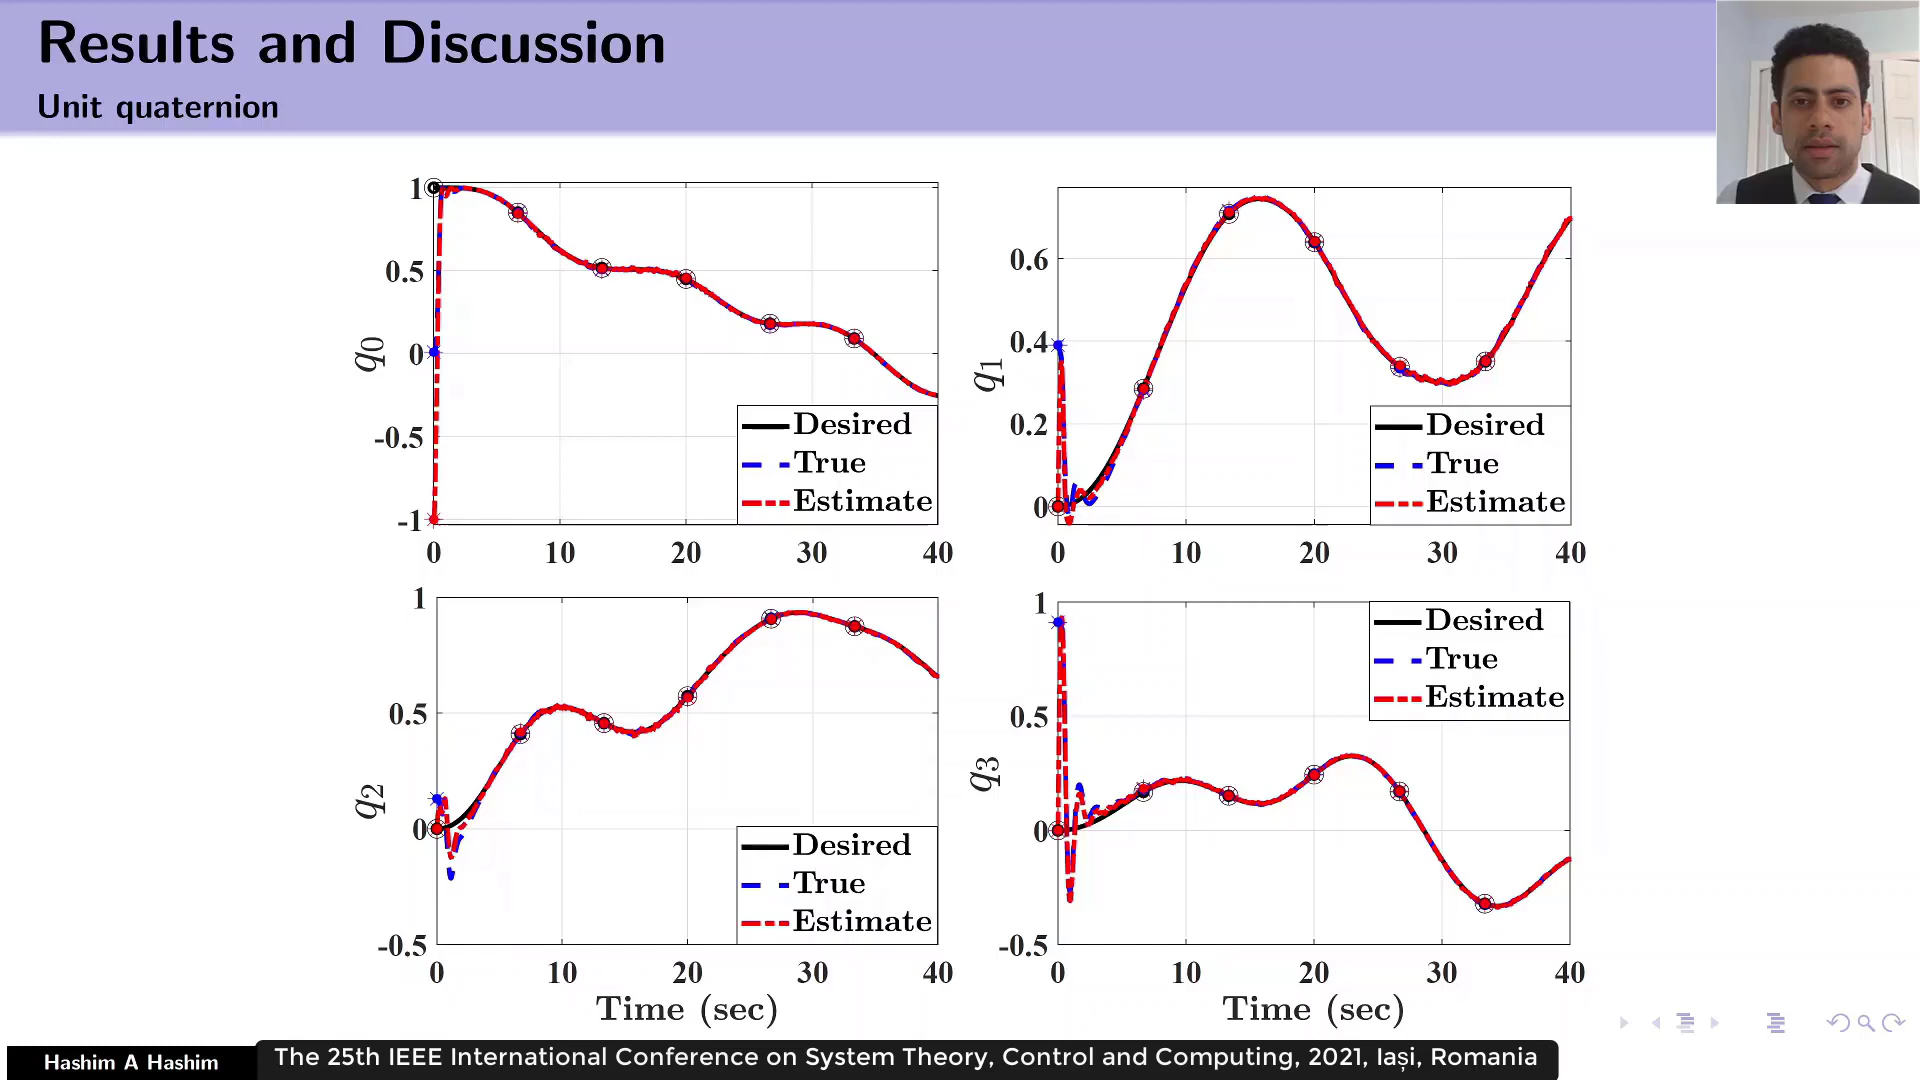 Results and Discussion
Unit quaternion
1
0.5
0
-0.5
-1
q0
0 10 20 30 40
Desired
True
Estimate
0.6
0.4
0.2
0
q1
0 10 20 30 40
Desired
True
Estimate
1
0.5
0
-0.5
q2
0 10 20 30 40
Time (sec)
Desired
True
Estimate
1
0.5
0
-0.5
q3
0 10 20 30 40
Time (sec)
Desired
True
Estimate
Hashim A Hashim
The 25th IEEE International Conference on System Theory, Control and Computing, 2021, Iași, Romania